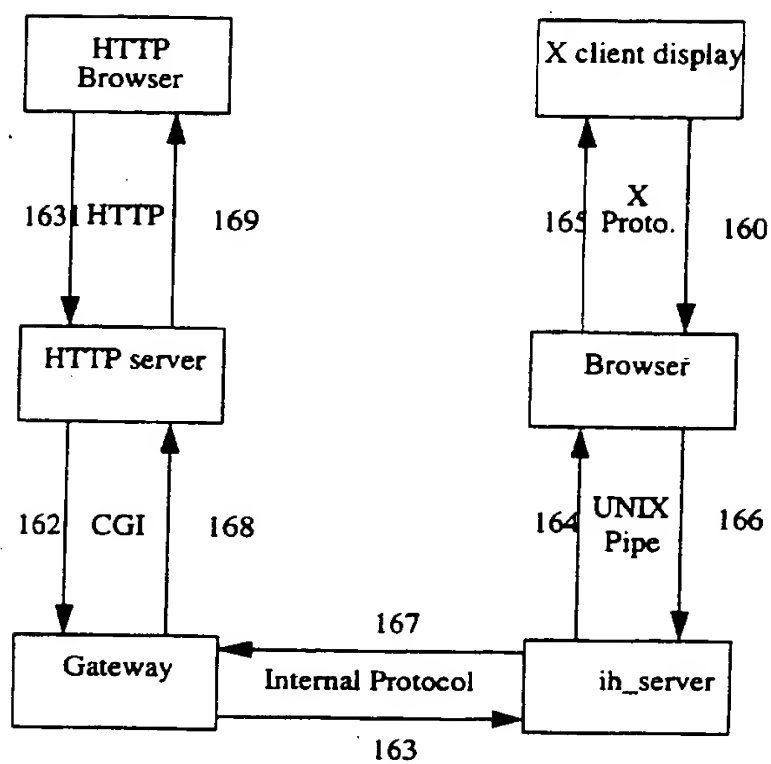 HTTP
Browser
X client display
1631 HTTP 169
165 X
Proto. 160
HTTP server
Browser
162 CGI 168
164 UNIX
Pipe 166
167
Gateway
Internal Protocol
ih_server
163